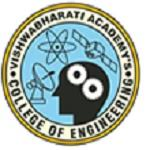 VISHWABHARATI ACADEMY'S
COLLEGE OF ENGINEERING